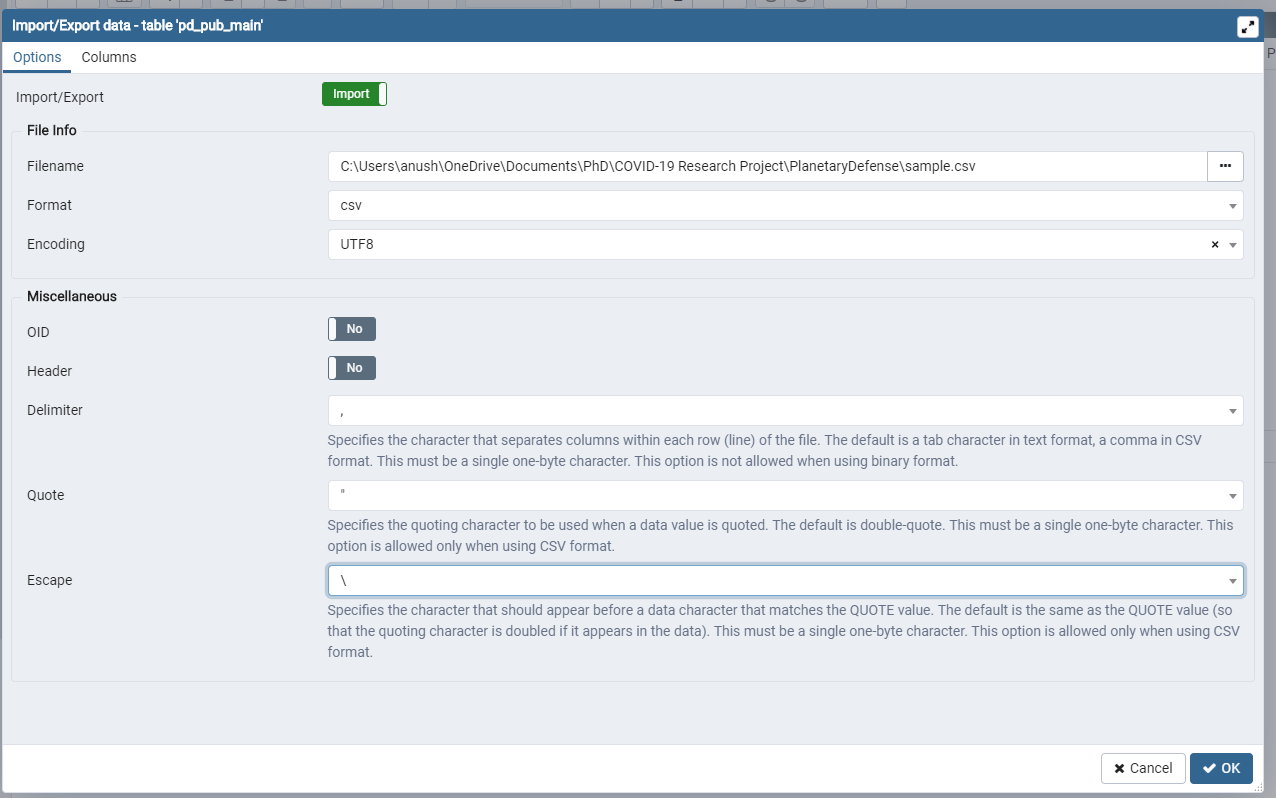 Import/Export data - table 'pd_pub_main'
Options Columns
Import/Export Import
File Info
Filename C:\Users\anush\OneDrive\Documents\PhD\COVID-19 Research Project\PlanetaryDefense\sample.csv
Format csv
Encoding UTF8
Miscellaneous
OID No
Header No
Delimiter ,
Specifies the character that separates columns within each row (line) of the file. The default is a tab character in text format, a comma in CSV
format. This must be a single one-byte character. This option is not allowed when using binary format.
Quote "
Specifies the quoting character to be used when a data value is quoted. The default is double-quote. This must be a single one-byte character. This
option is allowed only when using CSV format.
Escape \
Specifies the character that should appear before a data character that matches the QUOTE value. The default is the same as the QUOTE value (so
that the quoting character is doubled if it appears in the data). This must be a single one-byte character. This option is allowed only when using CSV
format.
Cancel OK